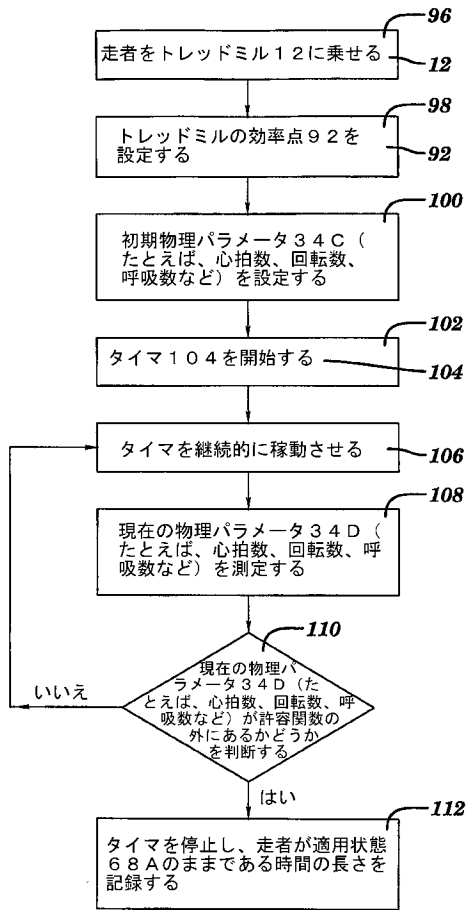 96
走者をトレッドミル１２に乗せる
12
98
トレッドミルの効率点９２を
設定する
92
100
初期物理パラメータ３４Ｃ（
たとえば、心拍数、回転数、
呼吸数など）を設定する
102
タイマ１０４を開始する
104
タイマを継続的に稼動させる
106
108
現在の物理パラメータ３４Ｄ（
たとえば、心拍数、回転数、呼
吸数など）を測定する
110
現在の物理パ
ラメータ３４Ｄ（た
とえば、心拍数、回転数、呼
吸数など）が許容関数の
外にあるかどうか
を判断する
いいえ
はい
112
タイマを停止し、走者が適用状態
６８Ａのままである時間の長さを
記録する